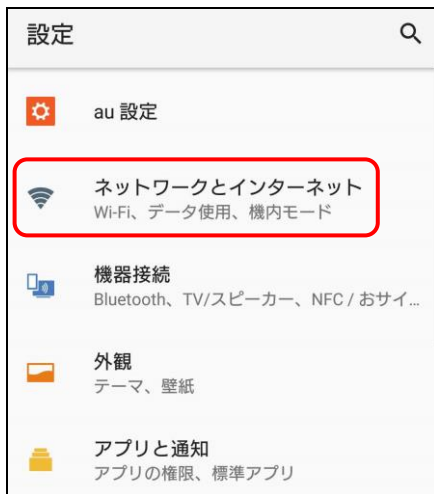 設定
au 設定
ネットワークとインターネット
Wi-Fi、データ使用、機内モード
機器接続
Bluetooth、TV/スピーカー、NFC / おサイ...
外観
テーマ、壁紙
アプリと通知
アプリの権限、標準アプリ